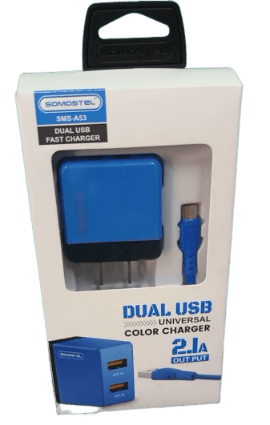 SOMOSTEL
SMS-A53
DUAL USB
FAST CHARGER
DUAL USB
UNIVERSAL
COLOR CHARGER
2.1A
OUT PUT
SOMOSTEL